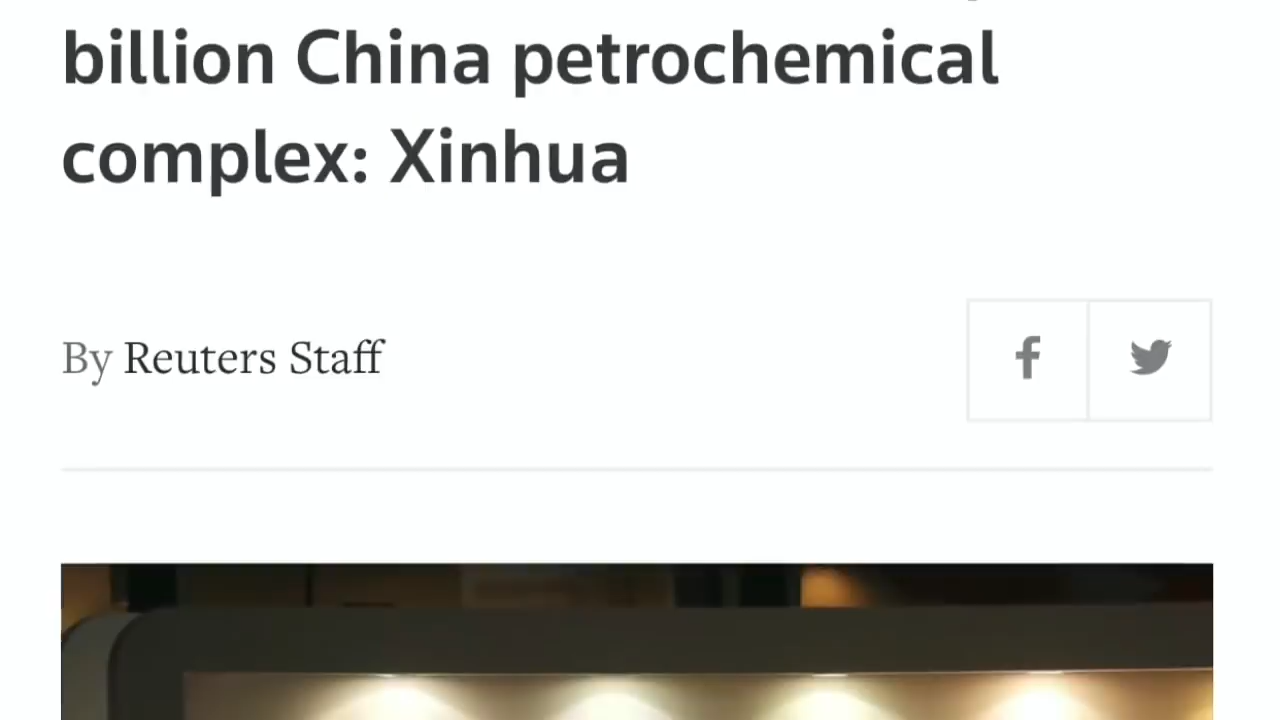 billion China petrochemical
complex: Xinhua
By Reuters Staff